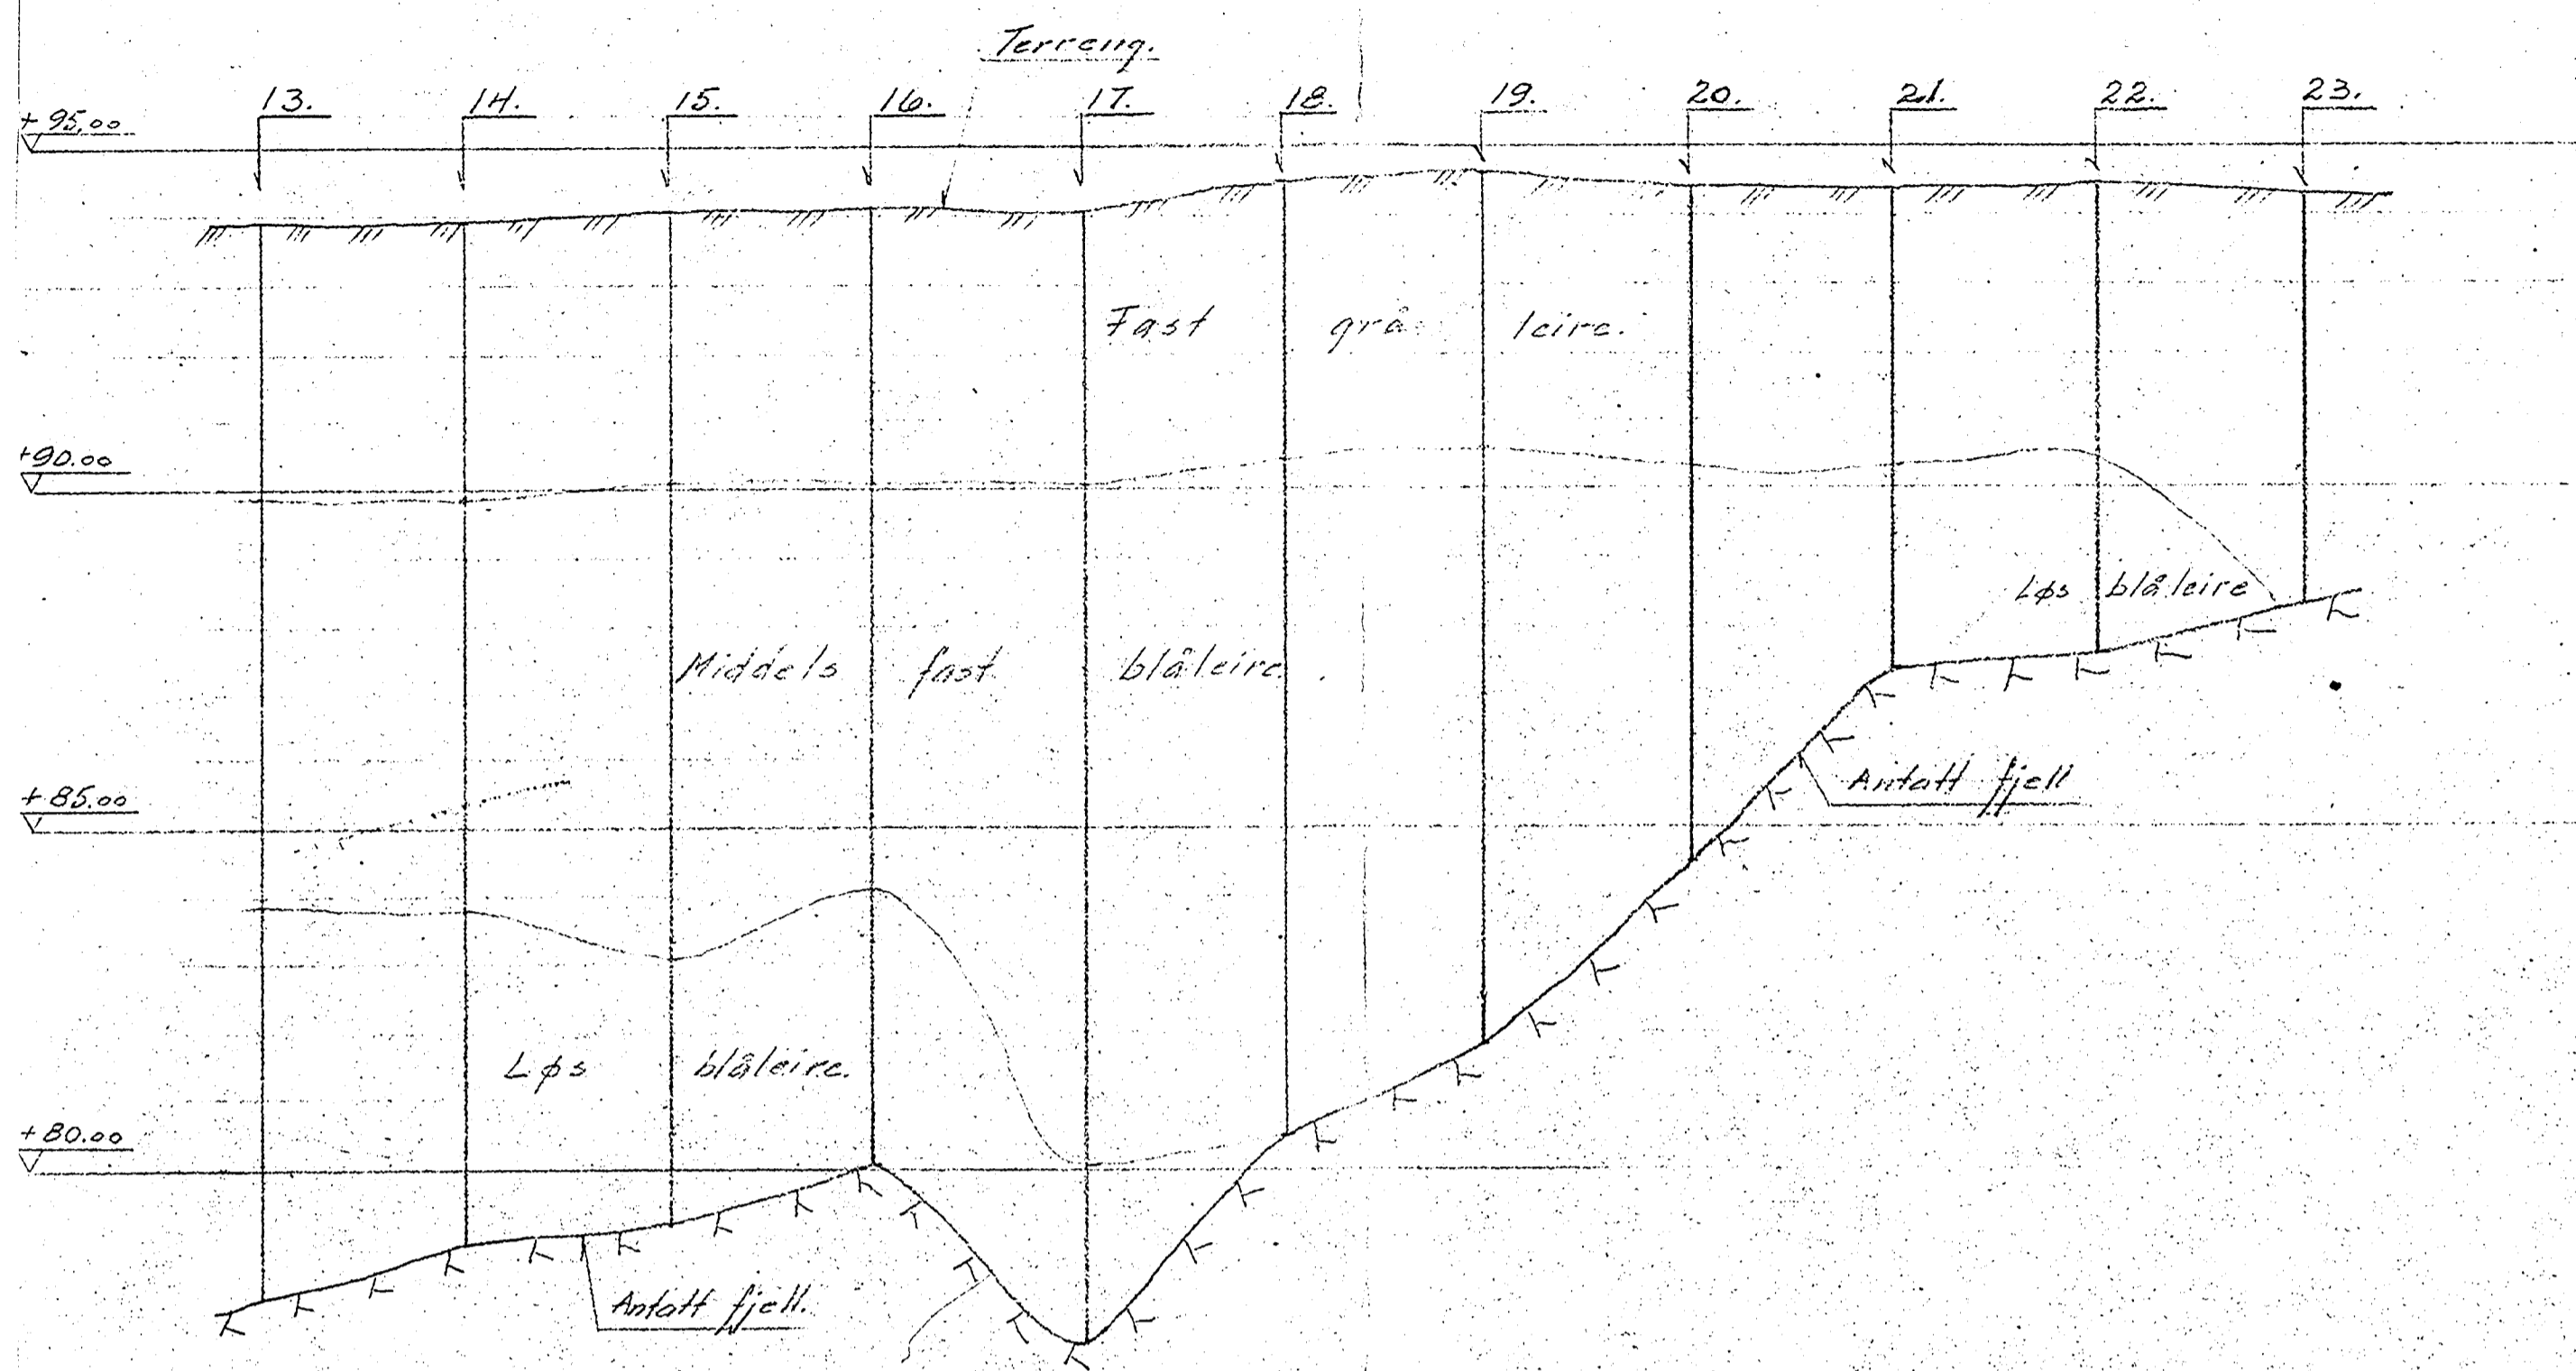 Terreng.
13. 14. 15. 16. 17. 18. 19. 20. 21. 22. 23.
+95.00
Fast grå leire.
+90.00
Løs blåleire
Middels fast blåleire.
Antatt fjell
+85.00
Løs blåleire.
+80.00
Antatt fjell.